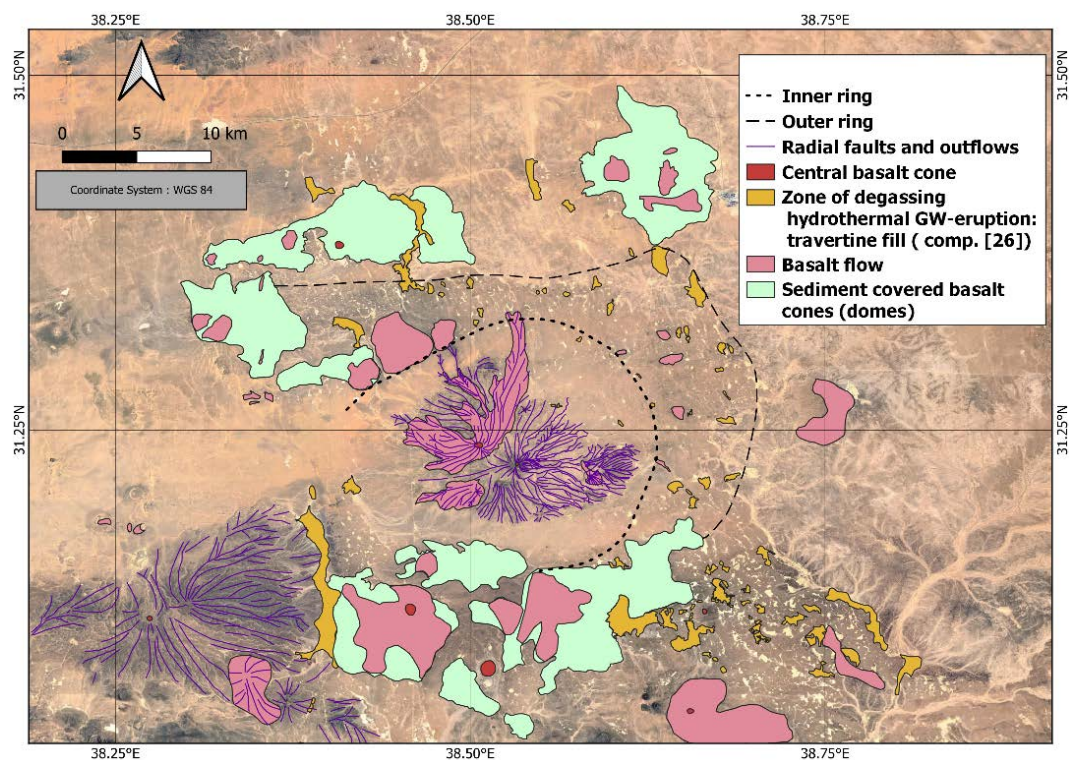 38.25°E 38.50°E 38.75°E
31.50°N 31.50°N
0 5 10 km
Coordinate System : WGS 84
Inner ring
Outer ring
Radial faults and outflows
Central basalt cone
Zone of degassing
hydrothermal GW-eruption:
travertine fill ( comp. [26])
Basalt flow
Sediment covered basalt
cones (domes)
31.25°N 31.25°N
38.25°E 38.50°E 38.75°E